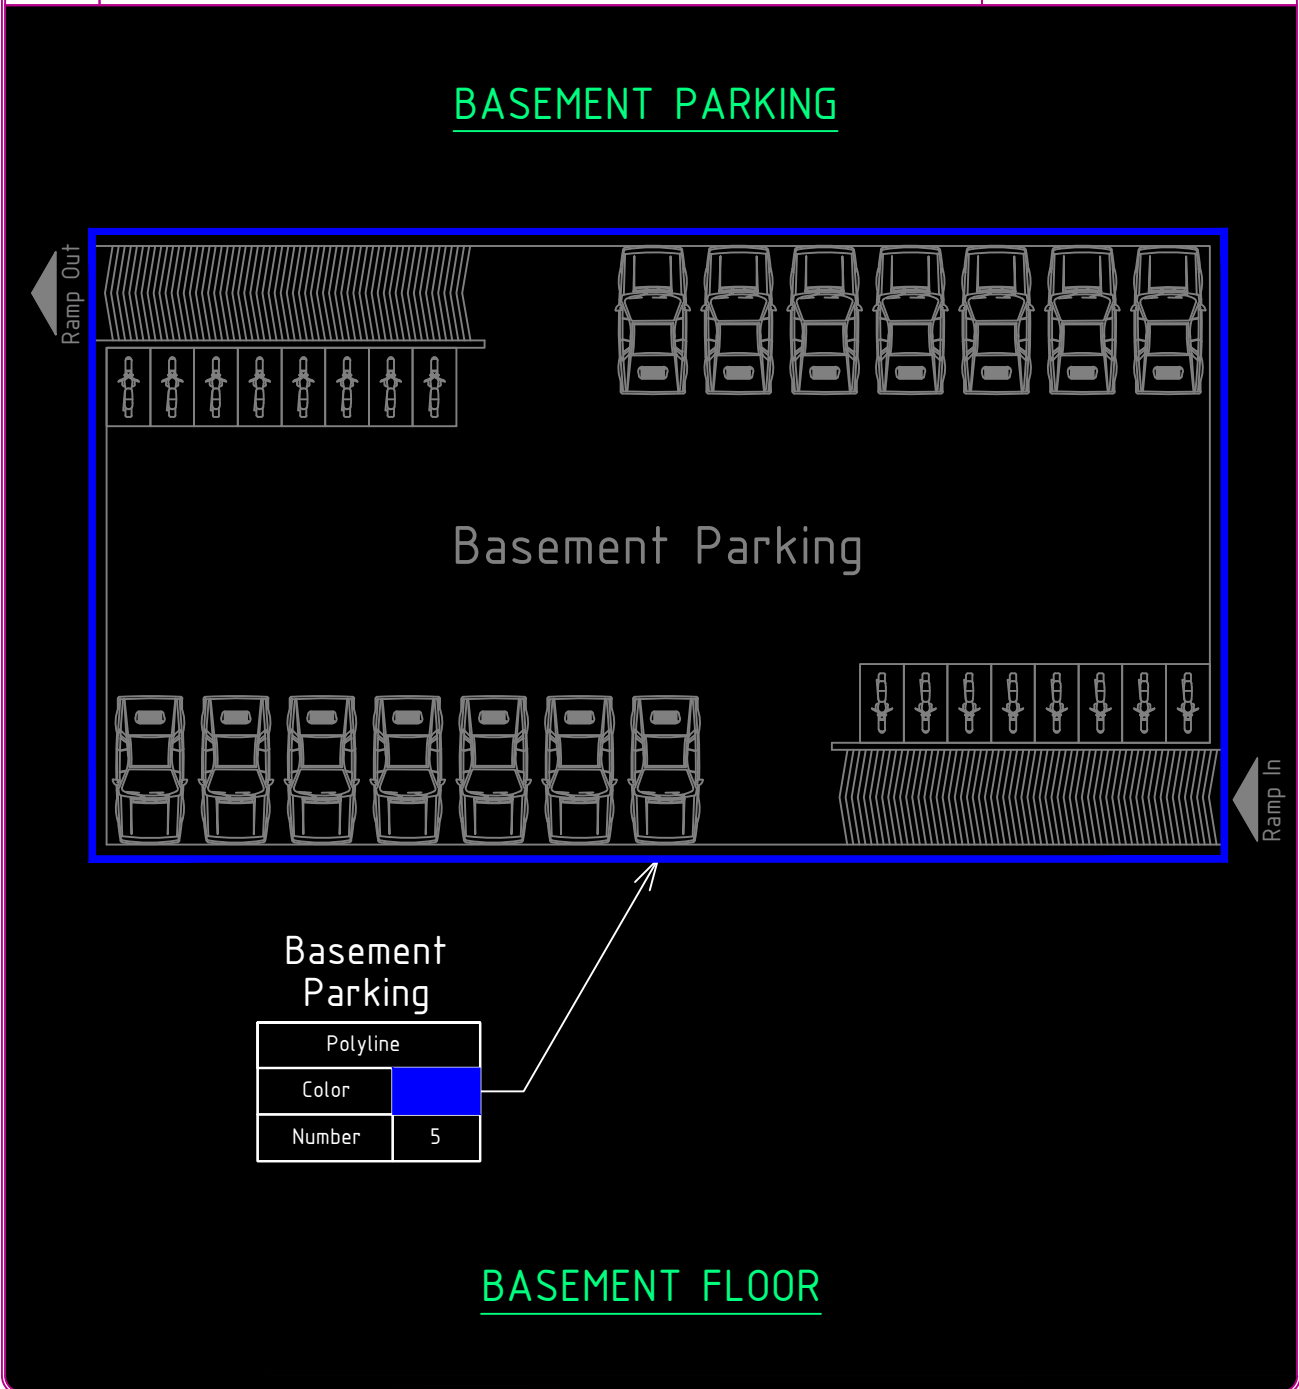 BASEMENT PARKING
Ramp Out
Basement Parking
Ramp In
Basement
Parking
Polyline
Color
Number 5
BASEMENT FLOOR